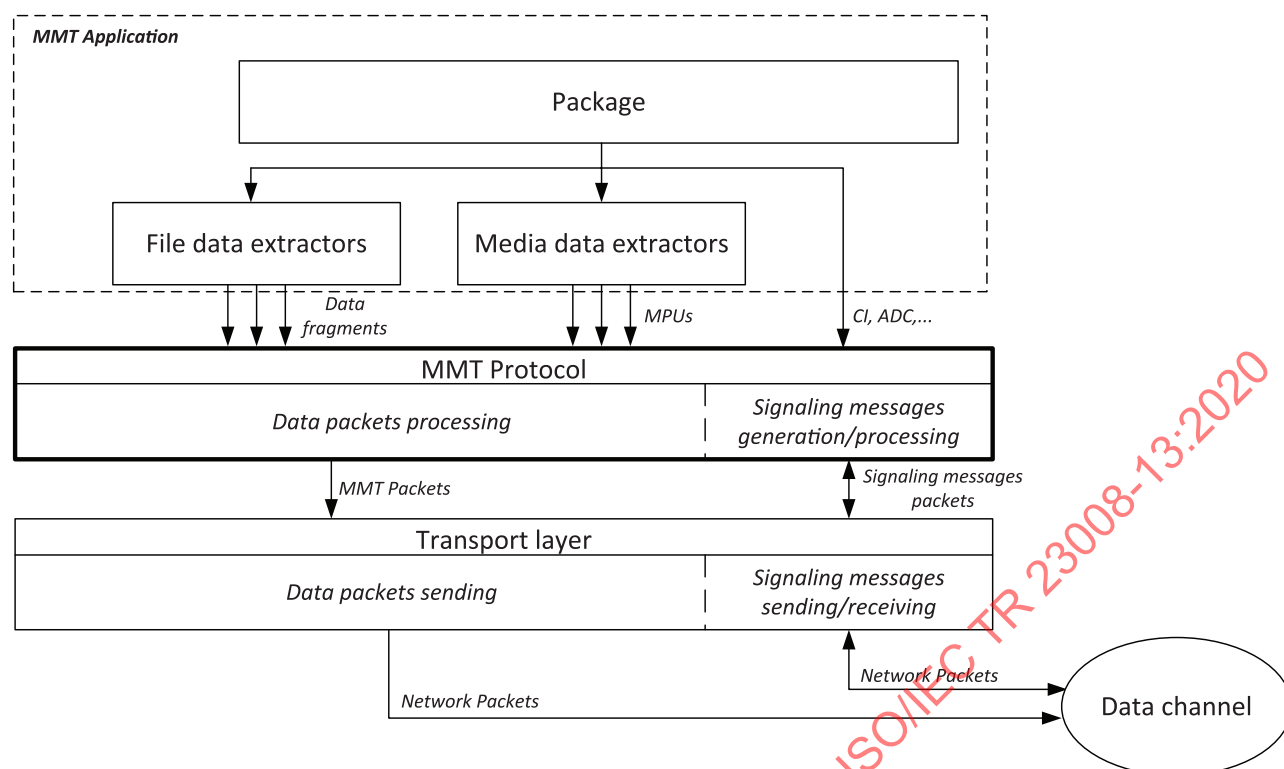 MMT Application
Package
File data extractors
Media data extractors
Data
fragments
MPUs
CI, ADC,...
MMT Protocol
Data packets processing
Signaling messages
generation/processing
MMT Packets
Signaling messages
packets
Transport layer
Data packets sending
Signaling messages
sending/receiving
Network Packets
Network Packets
Data channel
ISO/IEC TR 23008-13:2020